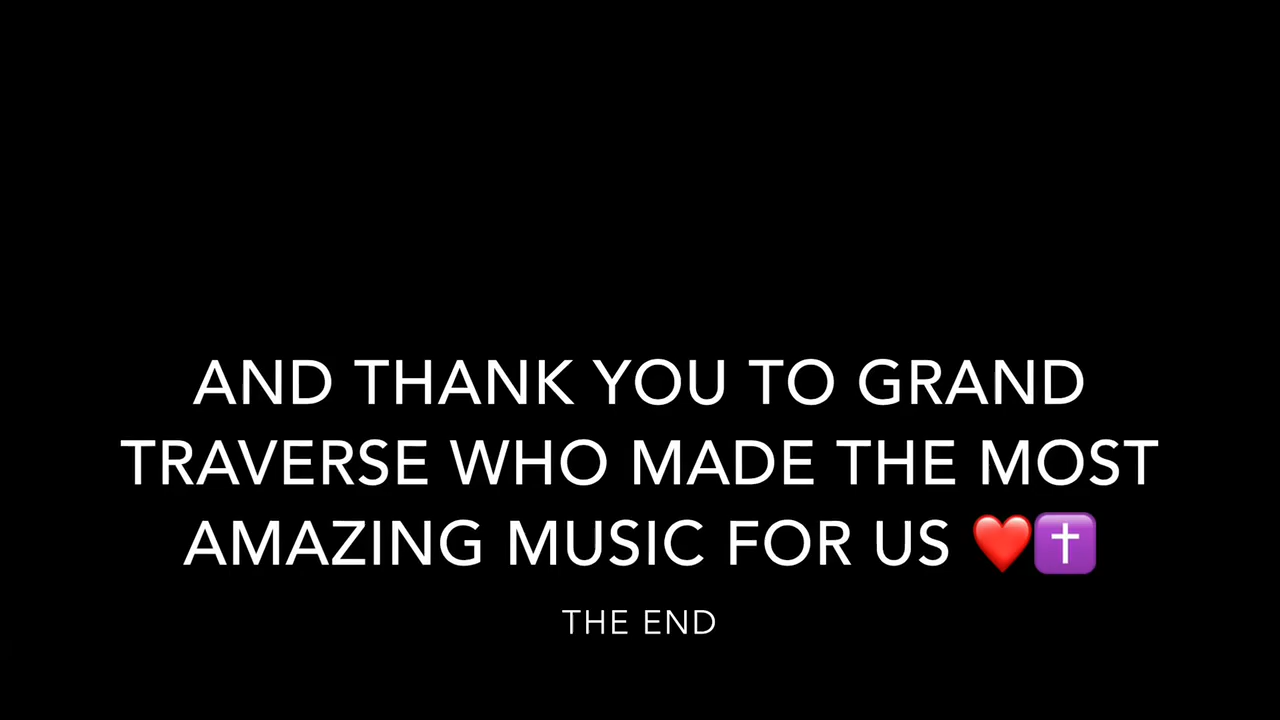 AND THANK YOU TO GRAND
TRAVERSE WHO MADE THE MOST
AMAZING MUSIC FOR US ❤️✝️
THE END